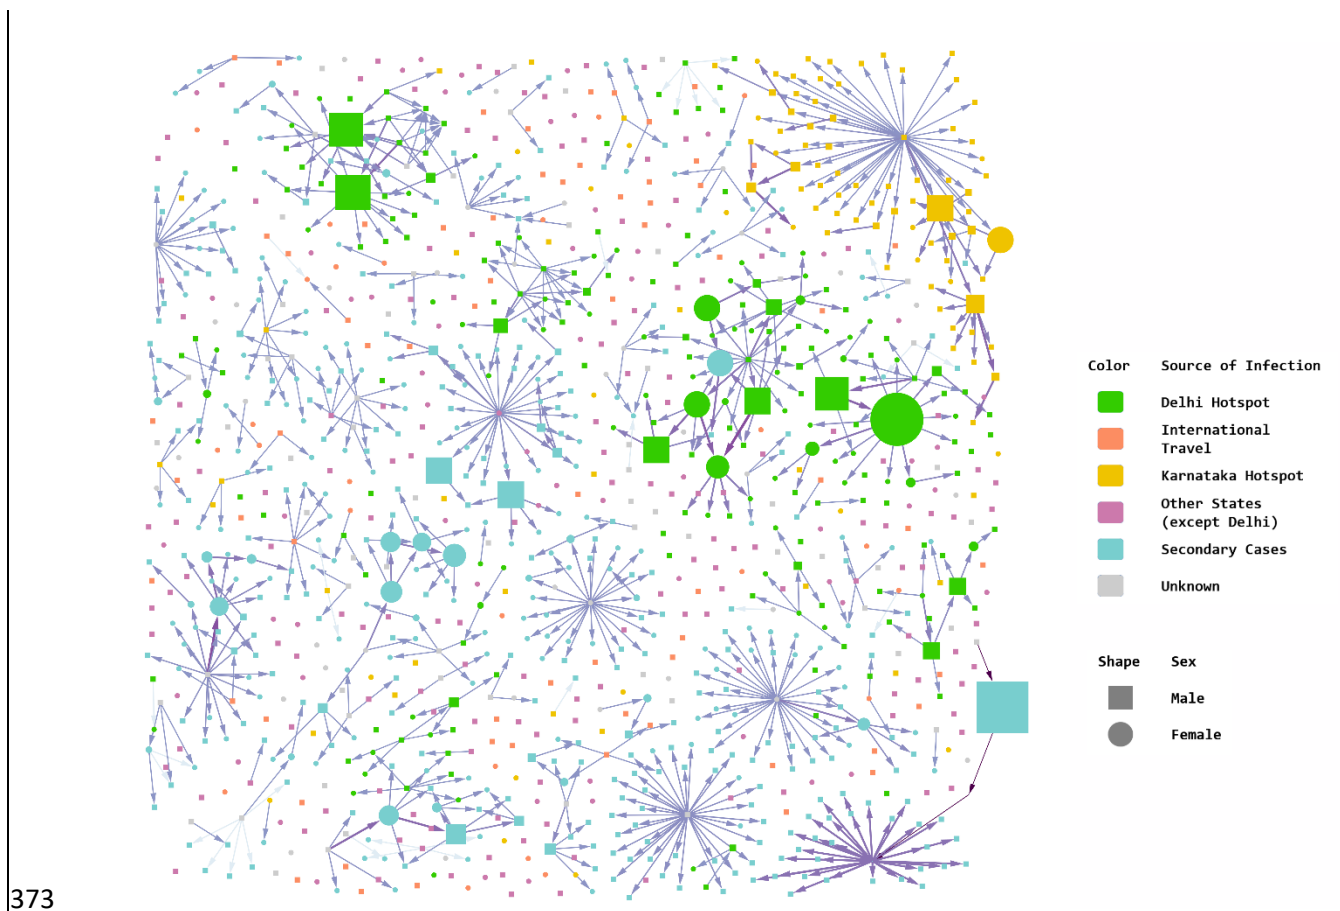 Color Source of Infection
Delhi Hotspot
International
Travel
Karnataka Hotspot
Other States
(except Delhi)
Secondary Cases
Unknown
Shape Sex
Male
Female
373